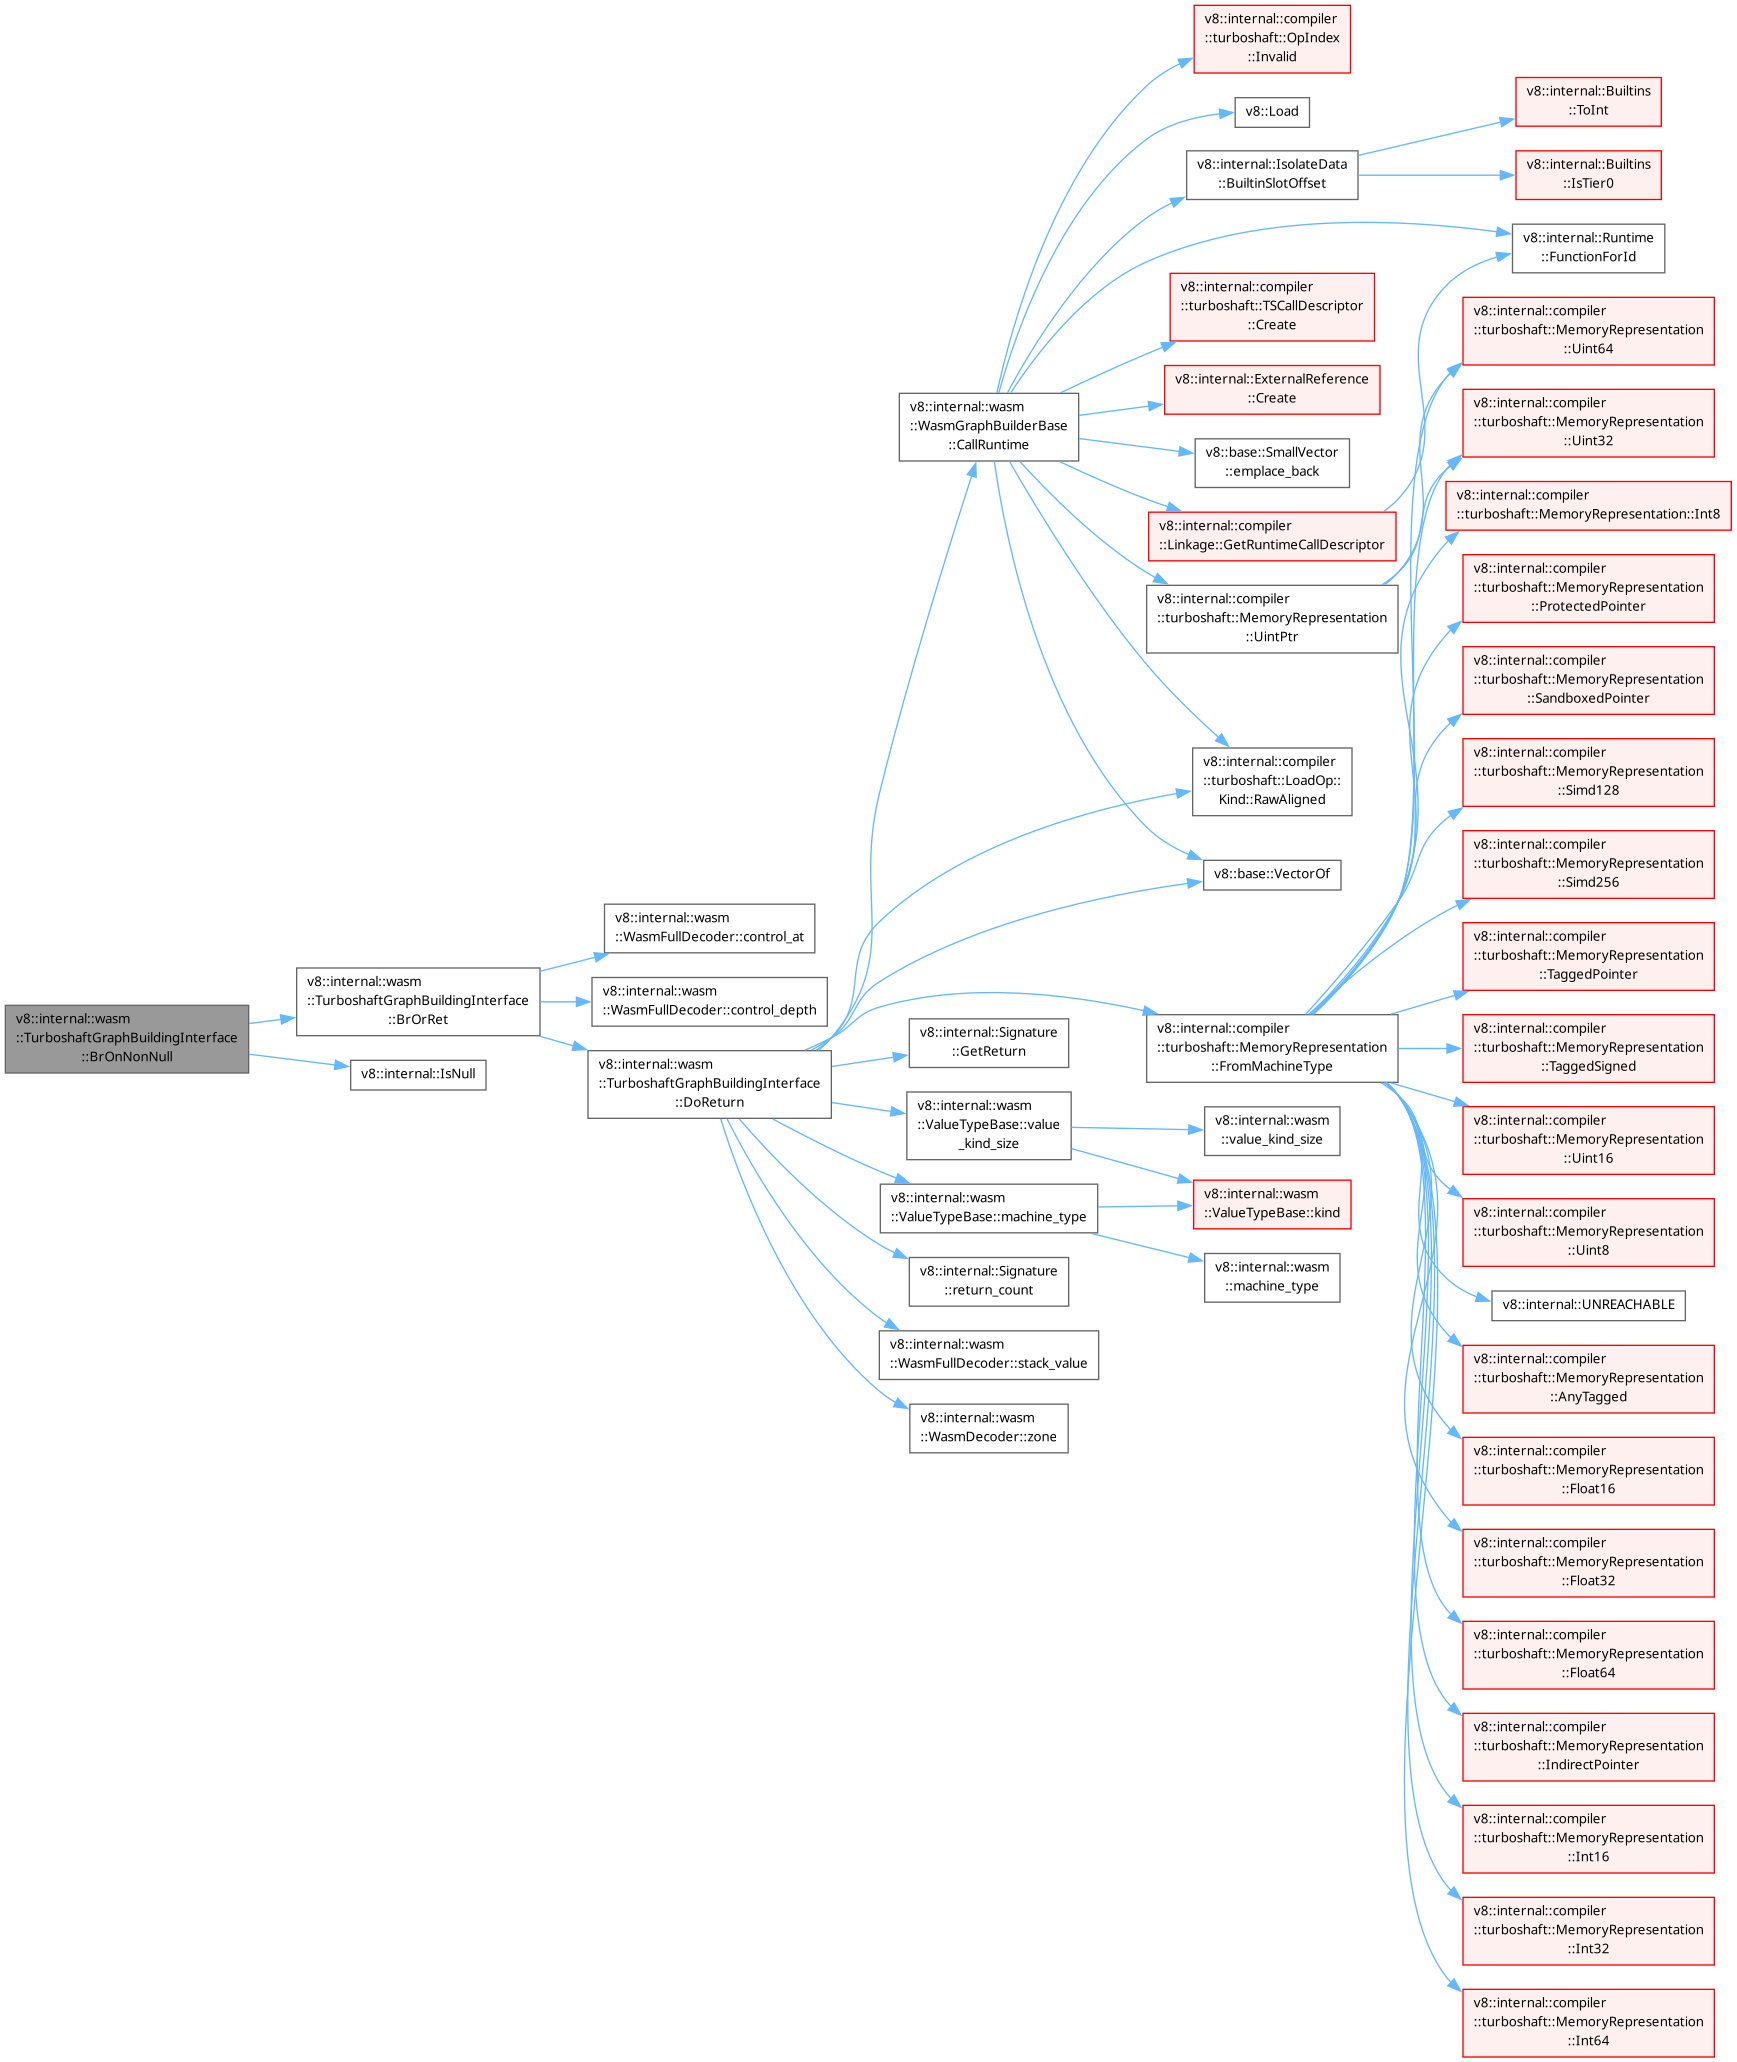 v8::internal::wasm
::TurboshaftGraphBuildingInterface
::BrOnNonNull
v8::internal::wasm
::TurboshaftGraphBuildingInterface
::BrOrRet
v8::internal::IsNull
v8::internal::wasm
::WasmFullDecoder::control_at
v8::internal::wasm
::WasmFullDecoder::control_depth
v8::internal::wasm
::TurboshaftGraphBuildingInterface
::DoReturn
v8::internal::wasm
::WasmGraphBuilderBase
::CallRuntime
v8::internal::Signature
::GetReturn
v8::internal::wasm
::ValueTypeBase::value
_kind_size
v8::internal::wasm
::ValueTypeBase::machine_type
v8::internal::Signature
::return_count
v8::internal::wasm
::WasmFullDecoder::stack_value
v8::internal::wasm
::WasmDecoder::zone
v8::internal::compiler
::turboshaft::OpIndex
::Invalid
v8::Load
v8::internal::IsolateData
::BuiltinSlotOffset
v8::internal::compiler
::turboshaft::TSCallDescriptor
::Create
v8::internal::ExternalReference
::Create
v8::base::SmallVector
::emplace_back
v8::internal::compiler
::Linkage::GetRuntimeCallDescriptor
v8::internal::compiler
::turboshaft::MemoryRepresentation
::UintPtr
v8::internal::compiler
::turboshaft::LoadOp::
Kind::RawAligned
v8::base::VectorOf
v8::internal::compiler
::turboshaft::MemoryRepresentation
::FromMachineType
v8::internal::wasm
::value_kind_size
v8::internal::wasm
::ValueTypeBase::kind
v8::internal::wasm
::machine_type
v8::internal::Builtins
::ToInt
v8::internal::Builtins
::IsTier0
v8::internal::Runtime
::FunctionForId
v8::internal::compiler
::turboshaft::MemoryRepresentation
::Uint64
v8::internal::compiler
::turboshaft::MemoryRepresentation
::Uint32
v8::internal::compiler
::turboshaft::MemoryRepresentation::Int8
v8::internal::compiler
::turboshaft::MemoryRepresentation
::ProtectedPointer
v8::internal::compiler
::turboshaft::MemoryRepresentation
::SandboxedPointer
v8::internal::compiler
::turboshaft::MemoryRepresentation
::Simd128
v8::internal::compiler
::turboshaft::MemoryRepresentation
::Simd256
v8::internal::compiler
::turboshaft::MemoryRepresentation
::TaggedPointer
v8::internal::compiler
::turboshaft::MemoryRepresentation
::TaggedSigned
v8::internal::compiler
::turboshaft::MemoryRepresentation
::Uint16
v8::internal::compiler
::turboshaft::MemoryRepresentation
::Uint8
v8::internal::UNREACHABLE
v8::internal::compiler
::turboshaft::MemoryRepresentation
::AnyTagged
v8::internal::compiler
::turboshaft::MemoryRepresentation
::Float16
v8::internal::compiler
::turboshaft::MemoryRepresentation
::Float32
v8::internal::compiler
::turboshaft::MemoryRepresentation
::Float64
v8::internal::compiler
::turboshaft::MemoryRepresentation
::IndirectPointer
v8::internal::compiler
::turboshaft::MemoryRepresentation
::Int16
v8::internal::compiler
::turboshaft::MemoryRepresentation
::Int32
v8::internal::compiler
::turboshaft::MemoryRepresentation
::Int64